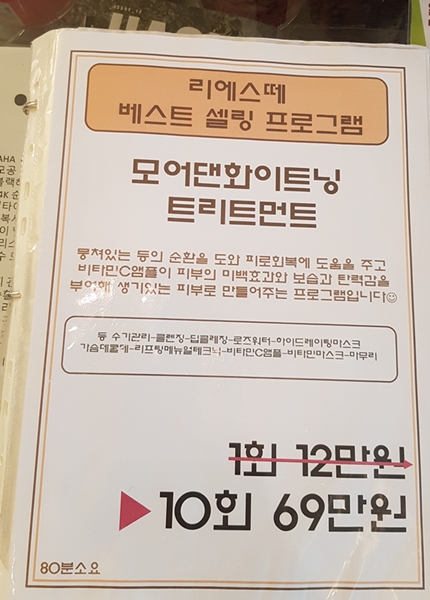 리에스떼
베스트 셀링 프로그램
모어댄화이트닝
트리트먼트
뭉쳐있는 등의 순환을 도와 피로회복에 도움을 주고
비타민C앰플이 피부의 미백효과와 보습과 탄력감을
부여해 생기있는 피부로 만들어주는 프로그램입니다☺
등 수기관리-클렌징-딥클레징-로즈워터-하이드레이팅마스크
가슴데콜테-리프팅메뉴얼테크닉-비타민C앰플-비타민마스크-마무리
1회 12만원
▶10회 69만원
80분소요